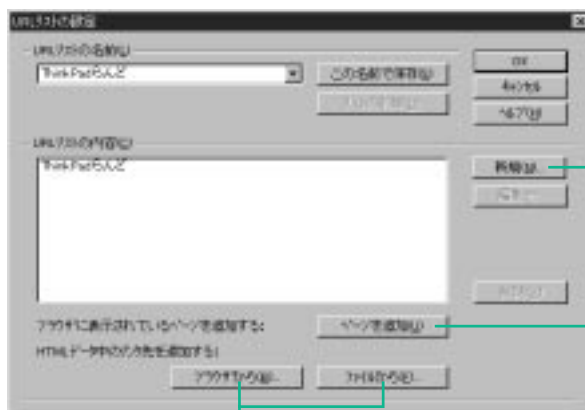 URLリストの設定
URLリストの名前
ThinkPadらんど
この名前で保存
OK
キャンセル
ヘルプ(H)
URLリストの内容
ThinkPadらんど
新規
ブラウザに表示されているページを追加する:
ページを追加
HTMLデータ中のリンク先を追加する:
ブラウザから
ファイルから